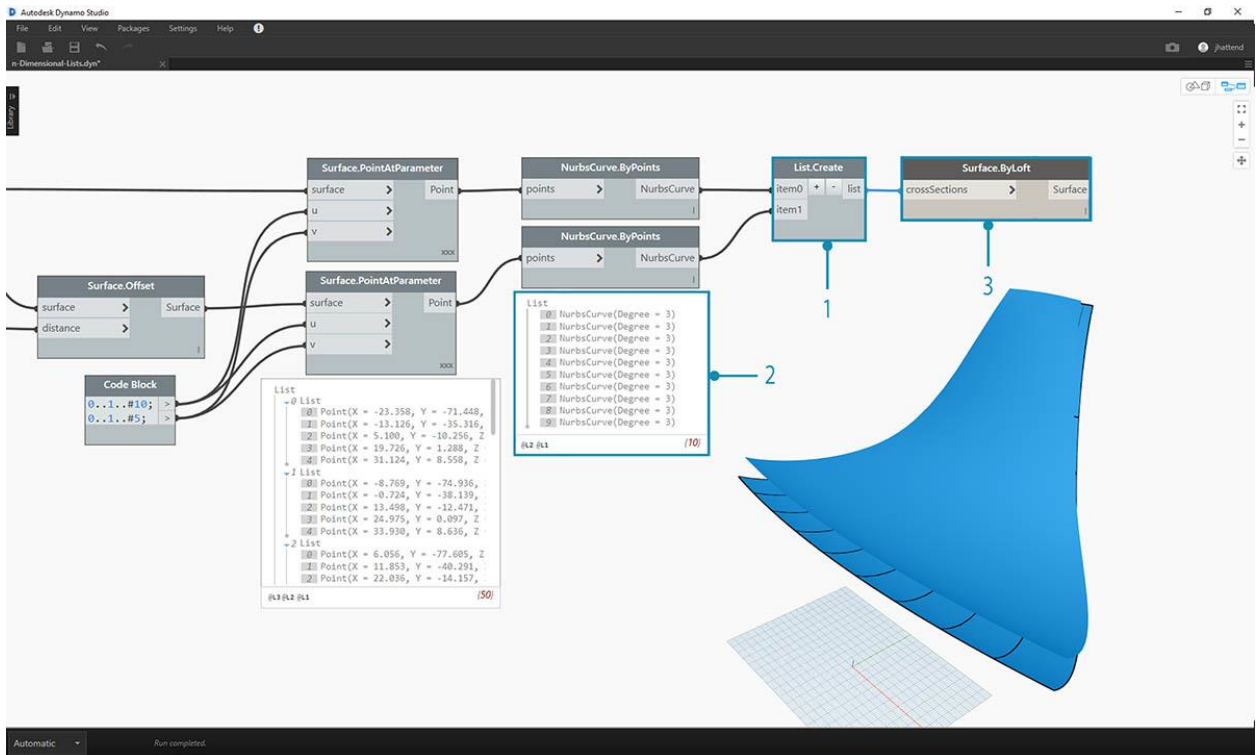 Autodesk Dynamo Studio
File Edit View Packages Settings Help
jhattend
n-Dimensional-Lists.dyn*
Library
Surface.PointAtParameter
surface > Point
u >
v >
xxx
NurbsCurve.ByPoints
points > NurbsCurve
|
List.Create
item0 + - list
item1
Surface.ByLoft
crossSections > Surface
|
1
3
NurbsCurve.ByPoints
points > NurbsCurve
|
Surface.Offset
surface > Surface
distance >
|
Surface.PointAtParameter
surface > Point
u >
v >
xxx
Code Block
0..1..#10; >
0..1..#5; >
List
0 List
0 Point(X = -23.358, Y = -71.448,
1 Point(X = -13.126, Y = -35.316,
2 Point(X = 5.100, Y = -10.256, Z
3 Point(X = 19.726, Y = 1.288, Z
4 Point(X = 31.124, Y = 8.558, Z
1 List
0 Point(X = -8.769, Y = -74.936,
1 Point(X = -0.724, Y = -38.139,
2 Point(X = 13.498, Y = -12.471,
3 Point(X = 24.975, Y = 0.097, Z
4 Point(X = 33.930, Y = 8.636, Z
2 List
0 Point(X = 6.056, Y = -77.605, Z
1 Point(X = 11.853, Y = -40.291,
2 Point(X = 22.036, Y = -14.157,
@L3 @L2 @L1 {50}
List
0 NurbsCurve(Degree = 3)
1 NurbsCurve(Degree = 3)
2 NurbsCurve(Degree = 3)
3 NurbsCurve(Degree = 3)
4 NurbsCurve(Degree = 3)
5 NurbsCurve(Degree = 3)
6 NurbsCurve(Degree = 3)
7 NurbsCurve(Degree = 3)
8 NurbsCurve(Degree = 3)
9 NurbsCurve(Degree = 3)
@L2 @L1 {10}
2
Automatic Run completed.